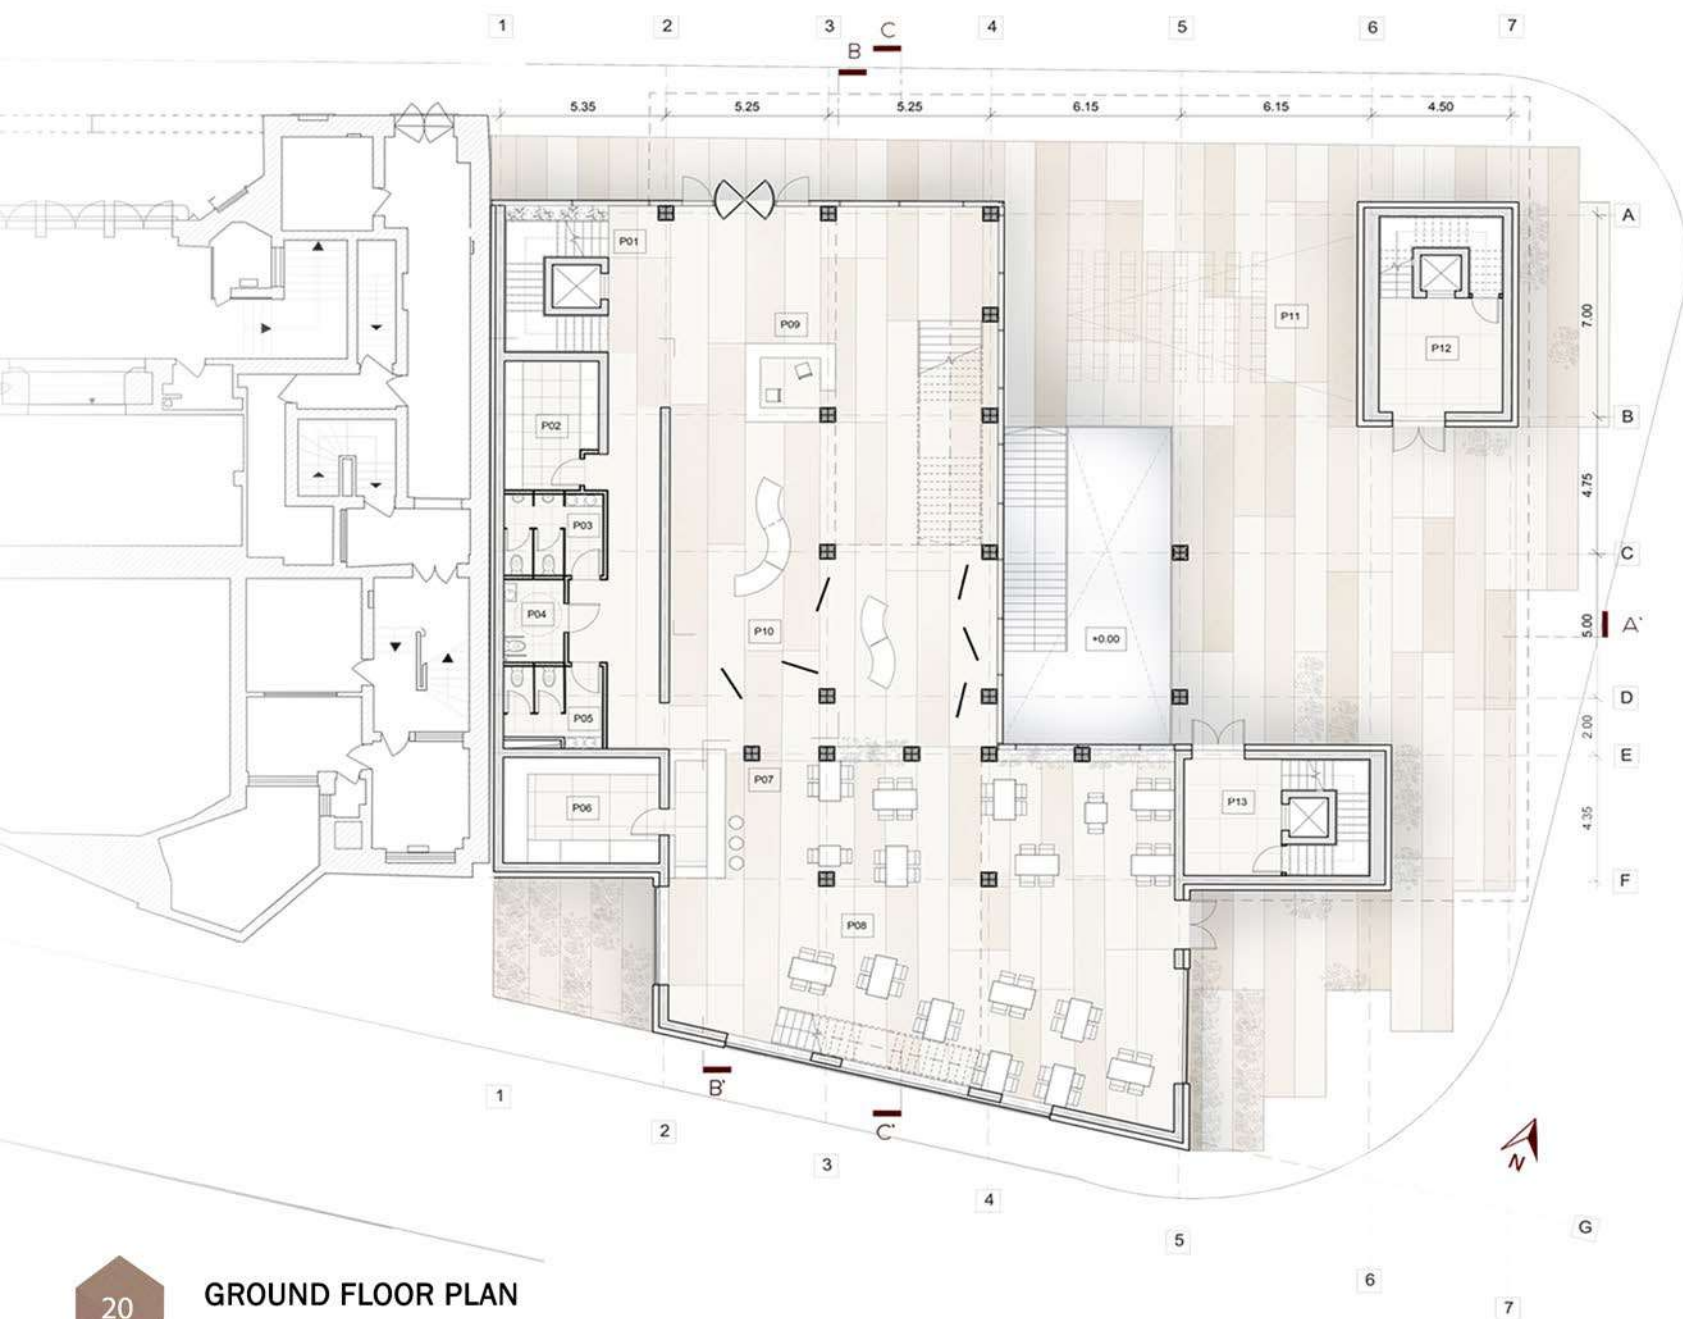 1 2 3 4 5 6 7
C
B
5.35 5.25 5.25 6.15 6.15 4.50
A
P01
7.00
P11
P09
P12
B
P02
4.75
P03
C
P04
5.00
A'
P10
+0.00
D
P05
2.00
E
P07
P13
P06
4.35
F
P08
B'
1
C'
2
N
3
4
G
5
6
7
20
GROUND FLOOR PLAN